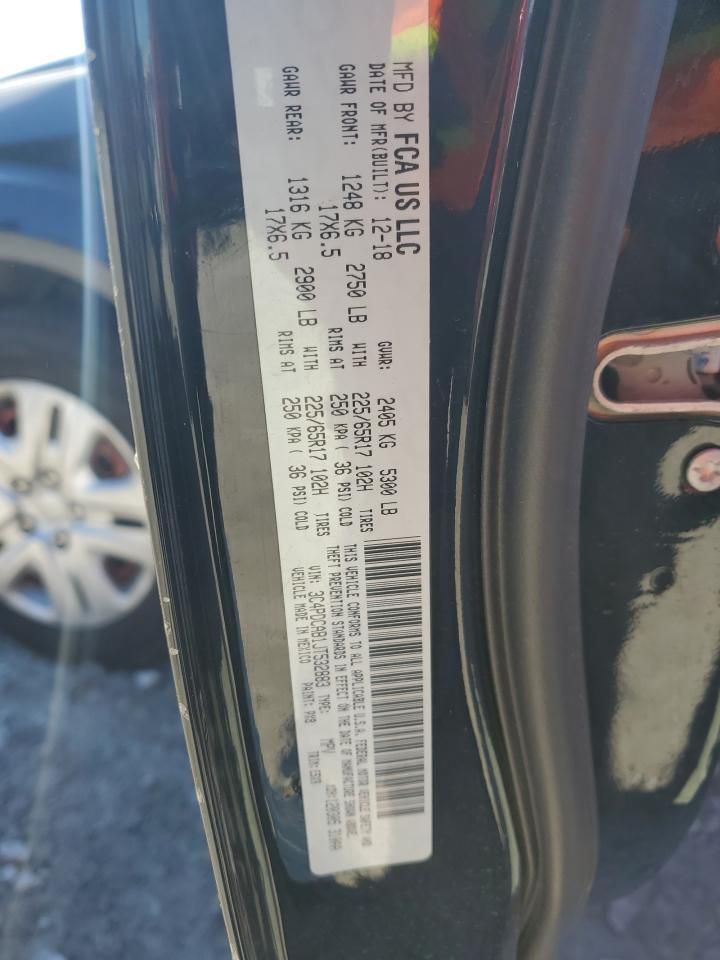 MFD BY FCA US LLC
DATE OF MFR(BUILT): 12-18 GVWR: 2405 KG 5300 LB
GAWR FRONT: 1248 KG 2750 LB WITH 225/65R17 102H TIRES
17X6.5 RIMS AT 250 KPA ( 36 PSI) COLD
GAWR REAR: 1316 KG 2900 LB WITH 225/65R17 102H TIRES
17X6.5 RIMS AT 250 KPA ( 36 PSI) COLD
THIS VEHICLE CONFORMS TO ALL APPLICABLE U.S.A. FEDERAL MOTOR VEHICLE SAFETY AND
THEFT PREVENTION STANDARDS IN EFFECT ON THE DATE OF MANUFACTURE SHOWN ABOVE.
VIN: 3C4PDCAB1JT532883 TYPE: MPV
VEHICLE MADE IN MEXICO PAINT: PX8 TRIM: